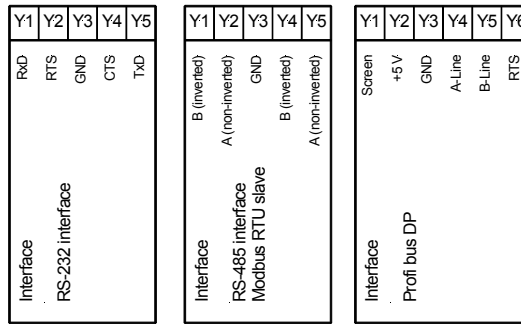 Y1 Y2 Y3 Y4 Y5
RxD
RTS
GND
CTS
TxD
Interface
RS-232 interface
Y1 Y2 Y3 Y4 Y5
B (inverted)
A (non-inverted)
GND
B (inverted)
A (non-inverted)
Interface
RS-485 interface
Modbus RTU slave
Y1 Y2 Y3 Y4 Y5 Y6
Screen
+5 V
GND
A-Line
B-Line
RTS
Interface
Profi bus DP